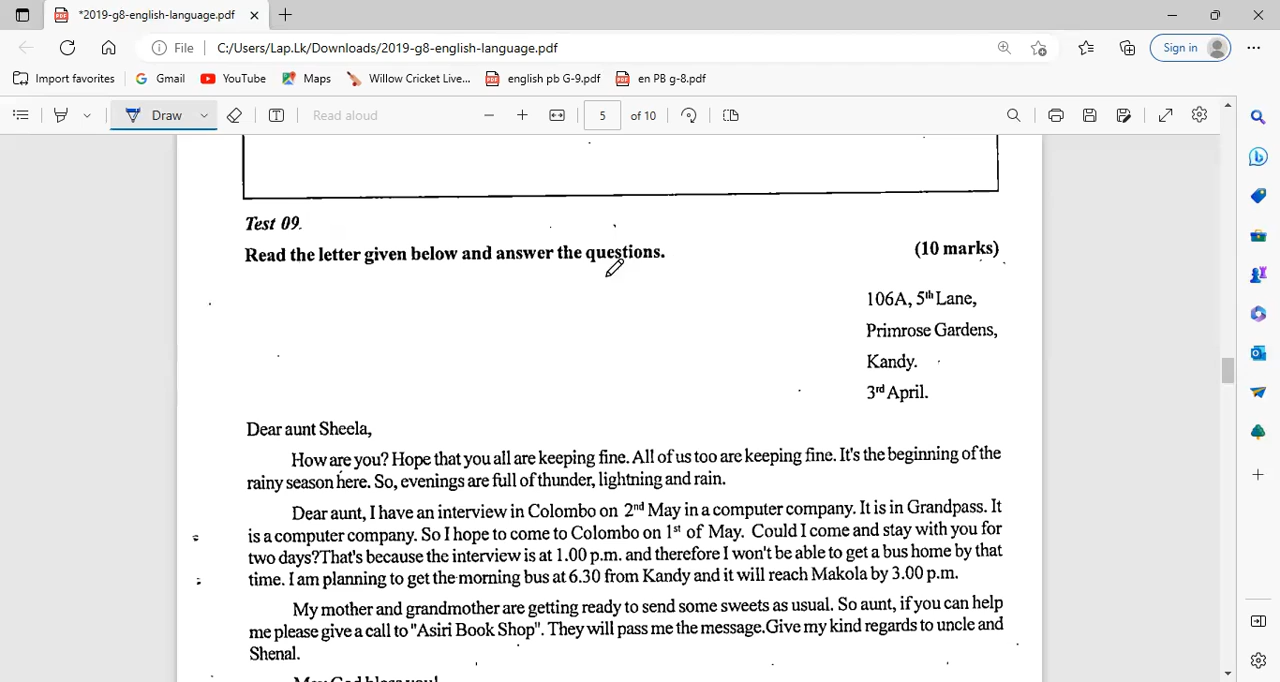 *2019-g8-english-language.pdf
File
C:/Users/Lap.Lk/Downloads/2019-g8-english-language.pdf
Sign in
Import favorites
Gmail
YouTube
Maps
Willow Cricket Live...
english pb G-9.pdf
en PB g-8.pdf
Draw
Read aloud
5
of 10
Test 09.
Read the letter given below and answer the questions. (10 marks)
106A, 5th Lane,
Primrose Gardens,
Kandy.
3rd April.
Dear aunt Sheela,
How are you? Hope that you all are keeping fine. All of us too are keeping fine. It's the beginning of the
rainy season here. So, evenings are full of thunder, lightning and rain.
Dear aunt, I have an interview in Colombo on 2nd May in a computer company. It is in Grandpass. It
is a computer company. So I hope to come to Colombo on 1st of May. Could I come and stay with you for
two days?That's because the interview is at 1.00 p.m. and therefore I won't be able to get a bus home by that
time. I am planning to get the morning bus at 6.30 from Kandy and it will reach Makola by 3.00 p.m.
My mother and grandmother are getting ready to send some sweets as usual. So aunt, if you can help
me please give a call to "Asiri Book Shop". They will pass me the message.Give my kind regards to uncle and
Shenal.
May God bless you!